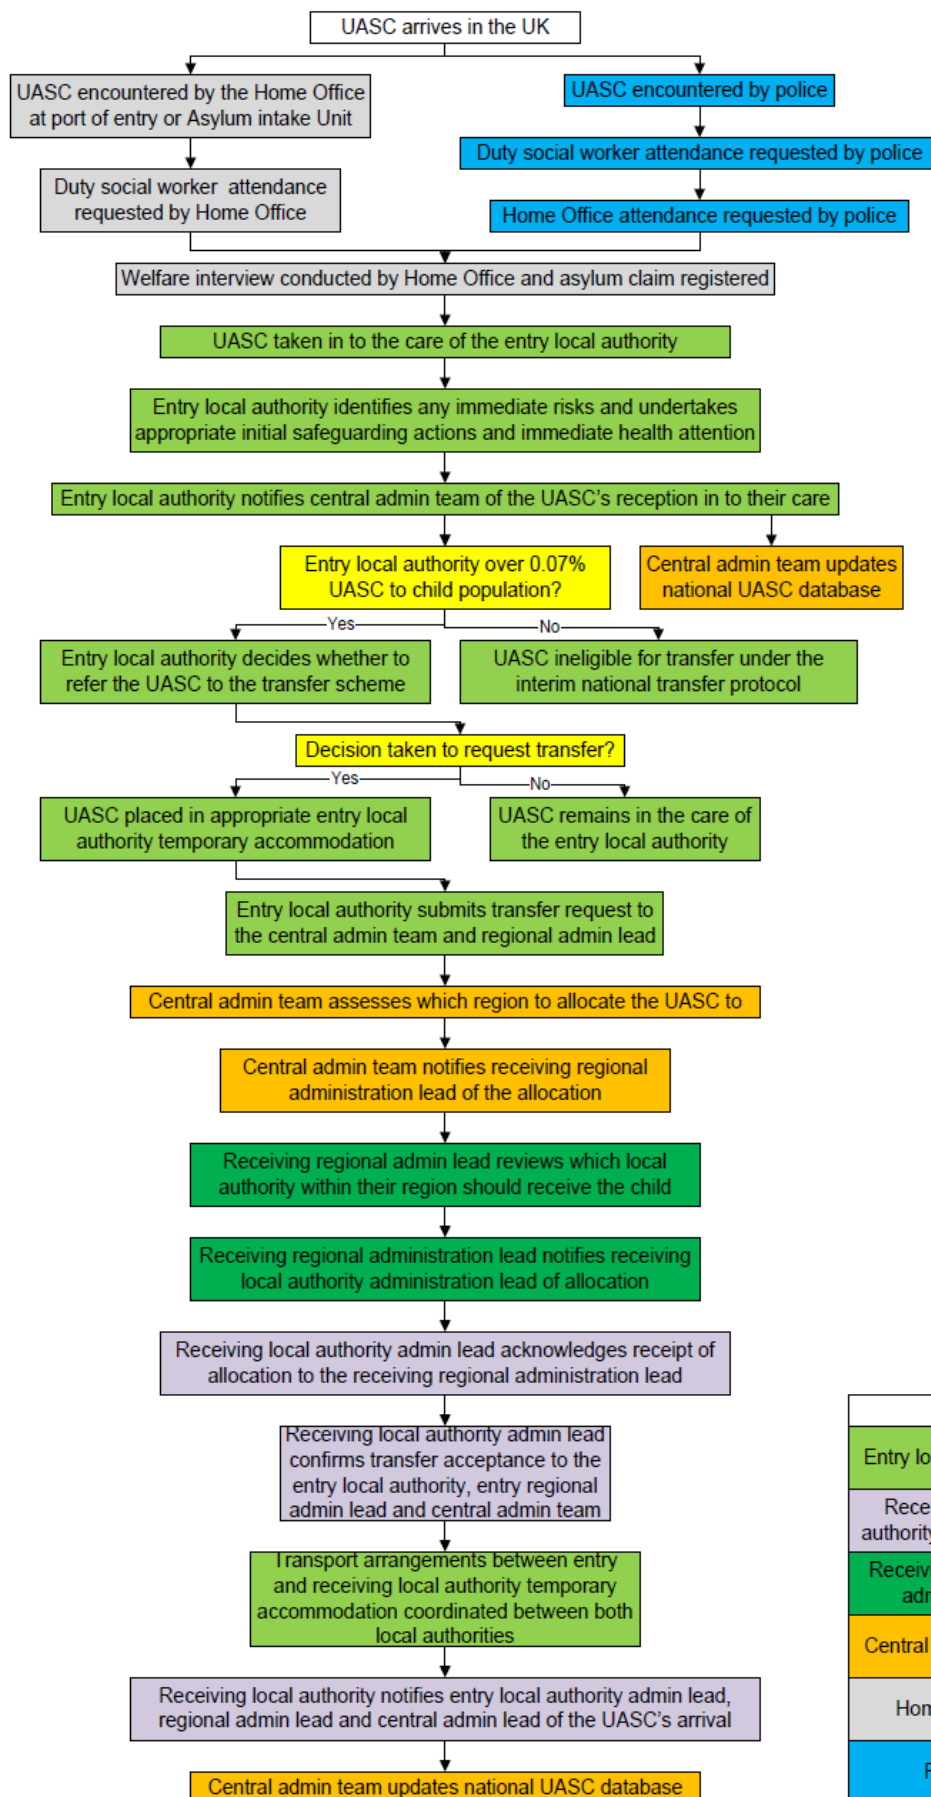 UASC arrives in the UK
UASC encountered by the Home Office
at port of entry or Asylum intake Unit
UASC encountered by police
Duty social worker attendance requested by police
Duty social worker  attendance
requested by Home Office
Home Office attendance requested by police
Welfare interview conducted by Home Office and asylum claim registered
UASC taken in to the care of the entry local authority
Entry local authority identifies any immediate risks and undertakes
appropriate initial safeguarding actions and immediate health attention
Entry local authority notifies central admin team of the UASC's reception in to their care
Entry local authority over 0.07%
UASC to child population?
Central admin team updates
national UASC database
Yes
No
Entry local authority decides whether to
refer the UASC to the transfer scheme
UASC ineligible for transfer under the
interim national transfer protocol
Decision taken to request transfer?
Yes
No
UASC placed in appropriate entry local
authority temporary accommodation
UASC remains in the care of
the entry local authority
Entry local authority submits transfer request to
the central admin team and regional admin lead
Central admin team assesses which region to allocate the UASC to
Central admin team notifies receiving regional
administration lead of the allocation
Receiving regional admin lead reviews which local
authority within their region should receive the child
Receiving regional administration lead notifies receiving
local authority administration lead of allocation
Receiving local authority admin lead acknowledges receipt of
allocation to the receiving regional administration lead
Receiving local authority admin lead
confirms transfer acceptance to the
entry local authority, entry regional
admin lead and central admin team
Transport arrangements between entry
and receiving local authority temporary
accommodation coordinated between both
local authorities
Receiving local authority notifies entry local authority admin lead,
regional admin lead and central admin lead of the UASC's arrival
Central admin team updates national UASC database
Entry lo
Rece
authority
Receiv
adr
Central
Hom